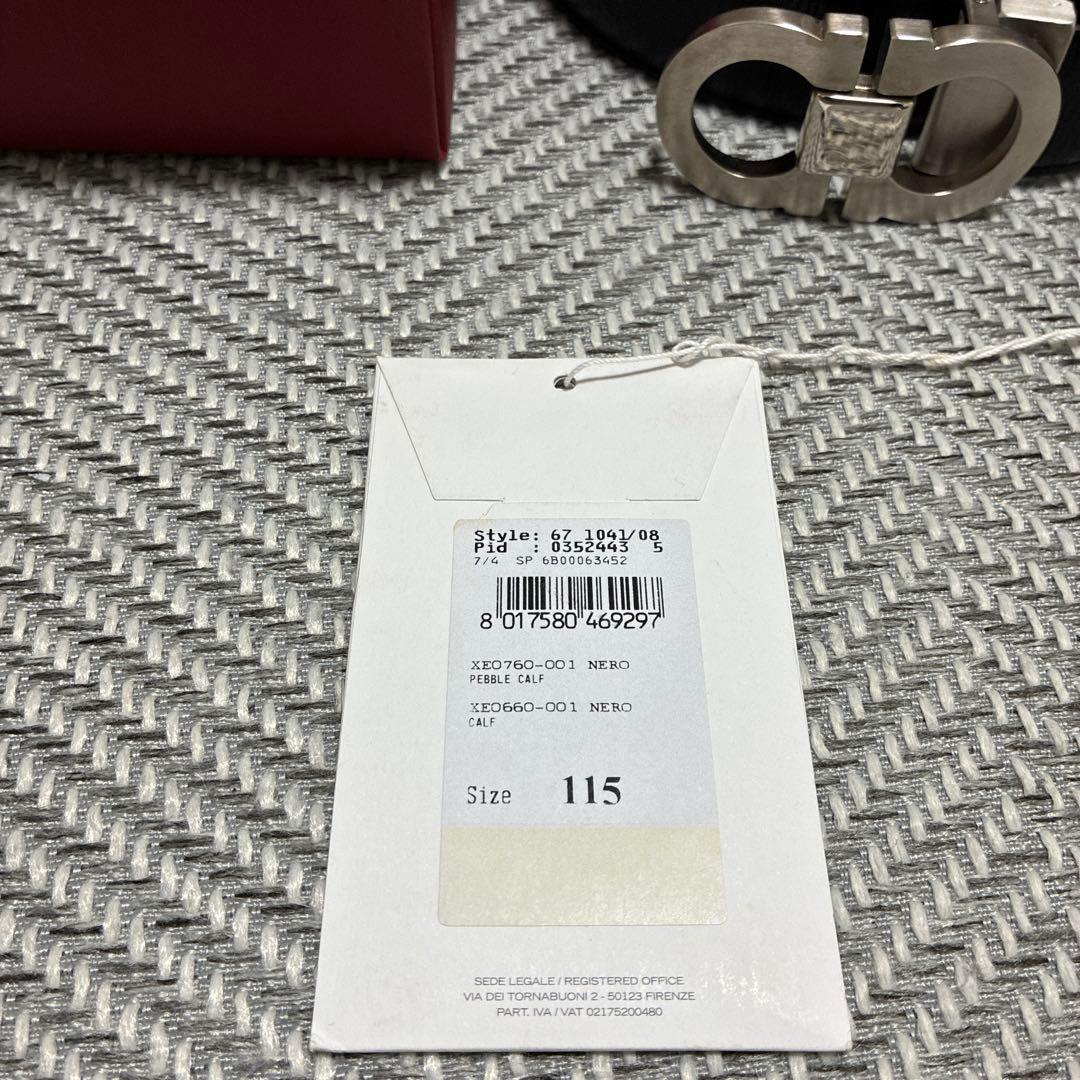 Style: 67 1041/08
Pid : 0352443 5
7/4 SP 6B00063452
8 017580 469297
XE0760-001 NERO
PEBBLE CALF
XE0660-001 NERO
CALF
Size 115
SEDE LEGALE / REGISTERED OFFICE
VIA DEI TORNABUONI 2 - 50123 FIRENZE
PART. IVA / VAT 02175200480